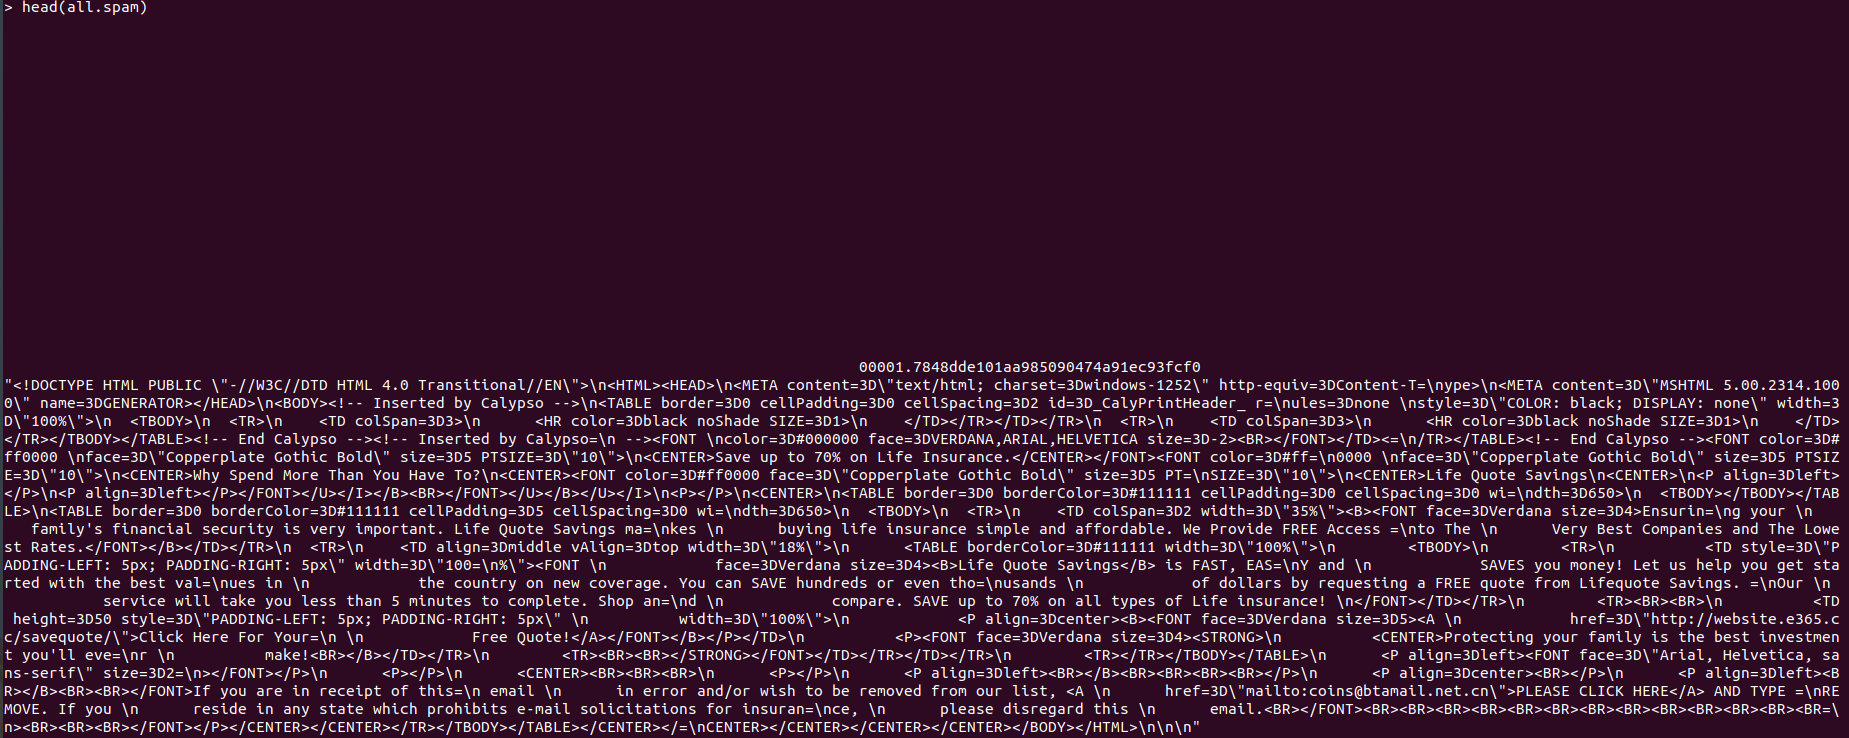 > head(all.spam)
00001.7848dde101aa985090474a91ec93fcf0
"<!DOCTYPE HTML PUBLIC \"-//W3C//DTD HTML 4.0 Transitional//EN\">\n<HTML><HEAD>\n<META content=3D\"text/html; charset=3Dwindows-1252\" http-equiv=3DContent-T=\nype>\n<META content=3D\"MSHTML 5.00.2314.100
0\" name=3DGENERATOR></HEAD>\n<BODY><!-- Inserted by Calypso -->\n<TABLE border=3D0 cellPadding=3D0 cellSpacing=3D2 id=3D_CalyPrintHeader_ r=\nules=3Dnone \nstyle=3D\"COLOR: black; DISPLAY: none\" width=3
D\"100%\">\n  <TBODY>\n  <TR>\n    <TD colSpan=3D3>\n      <HR color=3Dblack noShade SIZE=3D1>\n    </TD></TR></TD></TR>\n  <TR>\n    <TD colSpan=3D3>\n      <HR color=3Dblack noShade SIZE=3D1>\n    </TD>
</TR></TBODY></TABLE><!-- End Calypso --><!-- Inserted by Calypso=\n --><FONT \ncolor=3D#000000 face=3DVERDANA,ARIAL,HELVETICA size=3D-2><BR></FONT></TD>=\n/TR></TABLE><!-- End Calypso --><FONT color=3D#
ff0000 \nface=3D\"Copperplate Gothic Bold\" size=3D5 PTSIZE=3D\"10\">\n<CENTER>Save up to 70% on Life Insurance.</CENTER></FONT><FONT color=3D#ff=\n0000 \nface=3D\"Copperplate Gothic Bold\" size=3D5 PTSIZ
E=3D\"10\">\n<CENTER>Why Spend More Than You Have To?\n<CENTER><FONT color=3D#ff0000 face=3D\"Copperplate Gothic Bold\" size=3D5 PT=\nSIZE=3D\"10\">\n<CENTER>Life Quote Savings\n<CENTER>\n<P align=3Dleft>
</P>\n<P align=3Dleft></P></FONT></U></I></B><BR></FONT></U></B></U></I>\n<P></P>\n<CENTER>\n<TABLE border=3D0 borderColor=3D#111111 cellPadding=3D0 cellSpacing=3D0 wi=\ndth=3D650>\n  <TBODY></TBODY></TAB
LE>\n<TABLE border=3D0 borderColor=3D#111111 cellPadding=3D5 cellSpacing=3D0 wi=\ndth=3D650>\n  <TBODY>\n  <TR>\n    <TD colSpan=3D2 width=3D\"35%\"><B><FONT face=3DVerdana size=3D4>Ensurin=\ng your \n
family's financial security is very important. Life Quote Savings ma=\nkes \n      buying life insurance simple and affordable. We Provide FREE Access =\nto The \n      Very Best Companies and The Lowe
st Rates.</FONT></B></TD></TR>\n  <TR>\n    <TD align=3Dmiddle vAlign=3Dtop width=3D\"18%\">\n      <TABLE borderColor=3D#111111 width=3D\"100%\">\n        <TBODY>\n        <TR>\n          <TD style=3D\"P
ADDING-LEFT: 5px; PADDING-RIGHT: 5px\" width=3D\"100=\n%\"><FONT \n            face=3DVerdana size=3D4><B>Life Quote Savings</B> is FAST, EAS=\nY and \n            SAVES you money! Let us help you get sta
rted with the best val=\nues in \n            the country on new coverage. You can SAVE hundreds or even tho=\nusands \n            of dollars by requesting a FREE quote from Lifequote Savings. =\nOur \n
service will take you less than 5 minutes to complete. Shop an=\nd \n            compare. SAVE up to 70% on all types of Life insurance! \n</FONT></TD></TR>\n        <TR><BR><BR>\n          <TD
height=3D50 style=3D\"PADDING-LEFT: 5px; PADDING-RIGHT: 5px\" \n          width=3D\"100%\">\n            <P align=3Dcenter><B><FONT face=3DVerdana size=3D5><A \n            href=3D\"http://website.e365.c
c/savequote/\">Click Here For Your=\n \n            Free Quote!</A></FONT></B></P></TD>\n          <P><FONT face=3DVerdana size=3D4><STRONG>\n          <CENTER>Protecting your family is the best investmen
t you'll eve=\nr \n          make!<BR></B></TD></TR>\n        <TR><BR><BR></STRONG></FONT></TD></TR></TD></TR>\n        <TR></TR></TBODY></TABLE>\n      <P align=3Dleft><FONT face=3D\"Arial, Helvetica, sa
ns-serif\" size=3D2=\n></FONT></P>\n      <P></P>\n      <CENTER><BR><BR><BR>\n      <P></P>\n      <P align=3Dleft><BR></B><BR><BR><BR><BR></P>\n      <P align=3Dcenter><BR></P>\n      <P align=3Dleft><B
R></B><BR><BR></FONT>If you are in receipt of this=\n email \n      in error and/or wish to be removed from our list, <A \n      href=3D\"mailto:coins@btamail.net.cn\">PLEASE CLICK HERE</A> AND TYPE =\nRE
MOVE. If you \n      reside in any state which prohibits e-mail solicitations for insuran=\nce, \n      please disregard this \n      email.<BR></FONT><BR><BR><BR><BR><BR><BR><BR><BR><BR><BR><BR><BR><BR=\
n><BR><BR><BR></FONT></P></CENTER></CENTER></TR></TBODY></TABLE></CENTER></=\nCENTER></CENTER></CENTER></CENTER></BODY></HTML>\n\n\n"